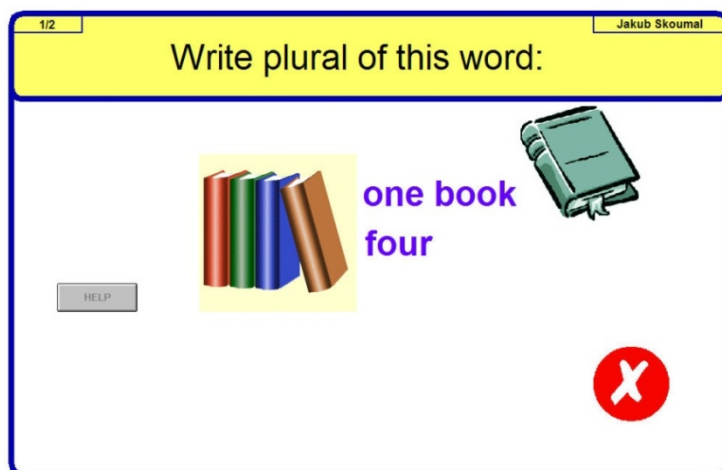 1/2
Jakub Skoumal
Write plural of this word:
one book
four
HELP